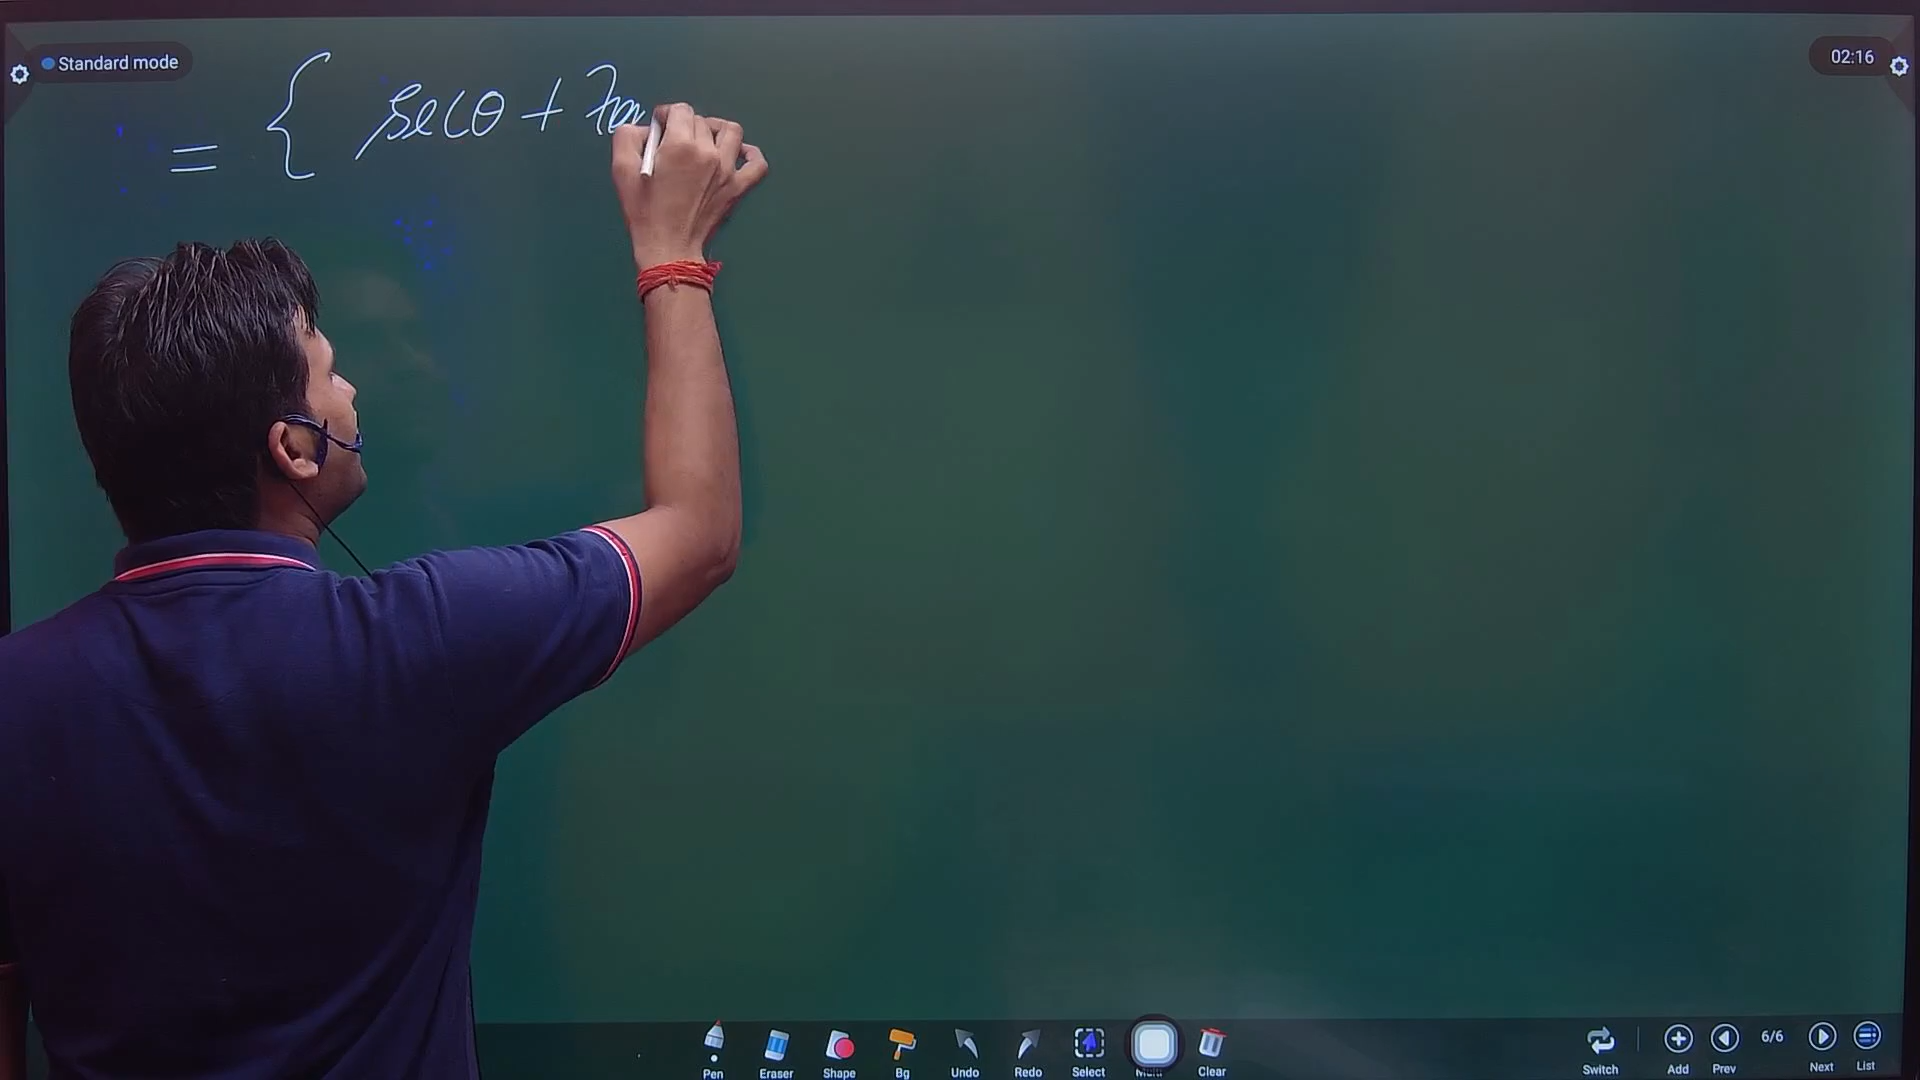 Standard mode
02:16
= { secθ + tan
Pen Eraser Shape Bg Undo Redo Select Clear Switch Add Prev 6/6 Next List